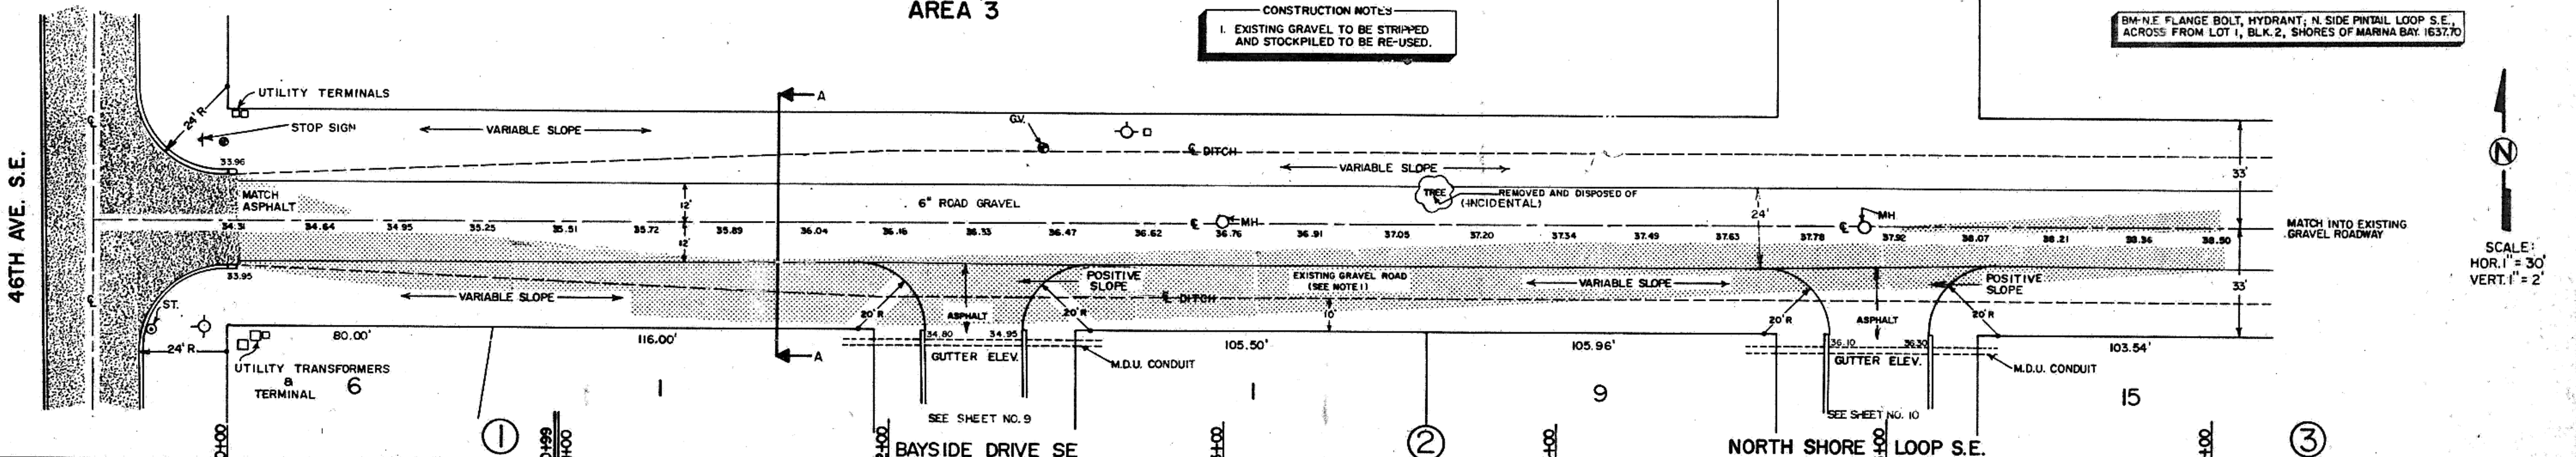 AREA 3
CONSTRUCTION NOTES
1. EXISTING GRAVEL TO BE STRIPPED
AND STOCKPILED TO BE RE-USED.
BM-N.E. FLANGE BOLT, HYDRANT; N. SIDE PINTAIL LOOP S.E.,
ACROSS FROM LOT 1, BLK. 2, SHORES OF MARINA BAY. 1637.70
46TH AVE. S.E.
UTILITY TERMINALS
24' R
STOP SIGN
VARIABLE SLOPE
A
G.V.
℄ DITCH
VARIABLE SLOPE
33.96
MATCH
ASPHALT
12'
12'
6" ROAD GRAVEL
TREE
REMOVED AND DISPOSED OF
(INCIDENTAL)
24'
33'
℄
℄ MH
℄ MH
34.31 34.64 34.95 35.25 35.51 35.72 35.89 36.04 36.16 36.33 36.47 36.62 36.76 36.91 37.05 37.20 37.34 37.49 37.63 37.78 37.92 38.07 38.21 38.36 38.50
MATCH INTO EXISTING
GRAVEL ROADWAY
N
SCALE:
HOR. 1" = 30'
VERT. 1" = 2'
33.95
℄
ST.
VARIABLE SLOPE
POSITIVE
SLOPE
℄ DITCH
EXISTING GRAVEL ROAD
(SEE NOTE 1)
VARIABLE SLOPE
POSITIVE
SLOPE
33'
20' R
ASPHALT
20' R
10'
20' R
ASPHALT
20' R
24' R
80.00'
116.00'
A
34.80 34.95
GUTTER ELEV.
M.D.U. CONDUIT
105.50'
105.96'
36.10 36.30
GUTTER ELEV.
M.D.U. CONDUIT
103.54'
UTILITY TRANSFORMERS
&
TERMINAL
6
1
1
9
15
SEE SHEET NO. 9
SEE SHEET NO. 10
1
BAYSIDE DRIVE SE
2
NORTH SHORE LOOP S.E.
3